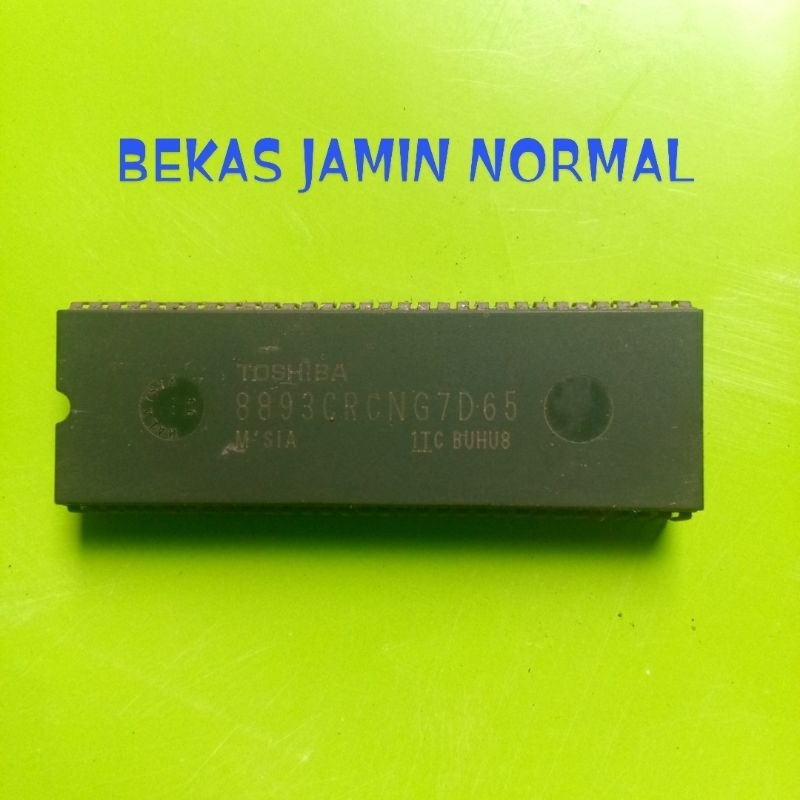 BEKAS JAMIN NORMAL
TOSHIBA
8893CRCNG7D65
M'SIA 1TC BUHU8